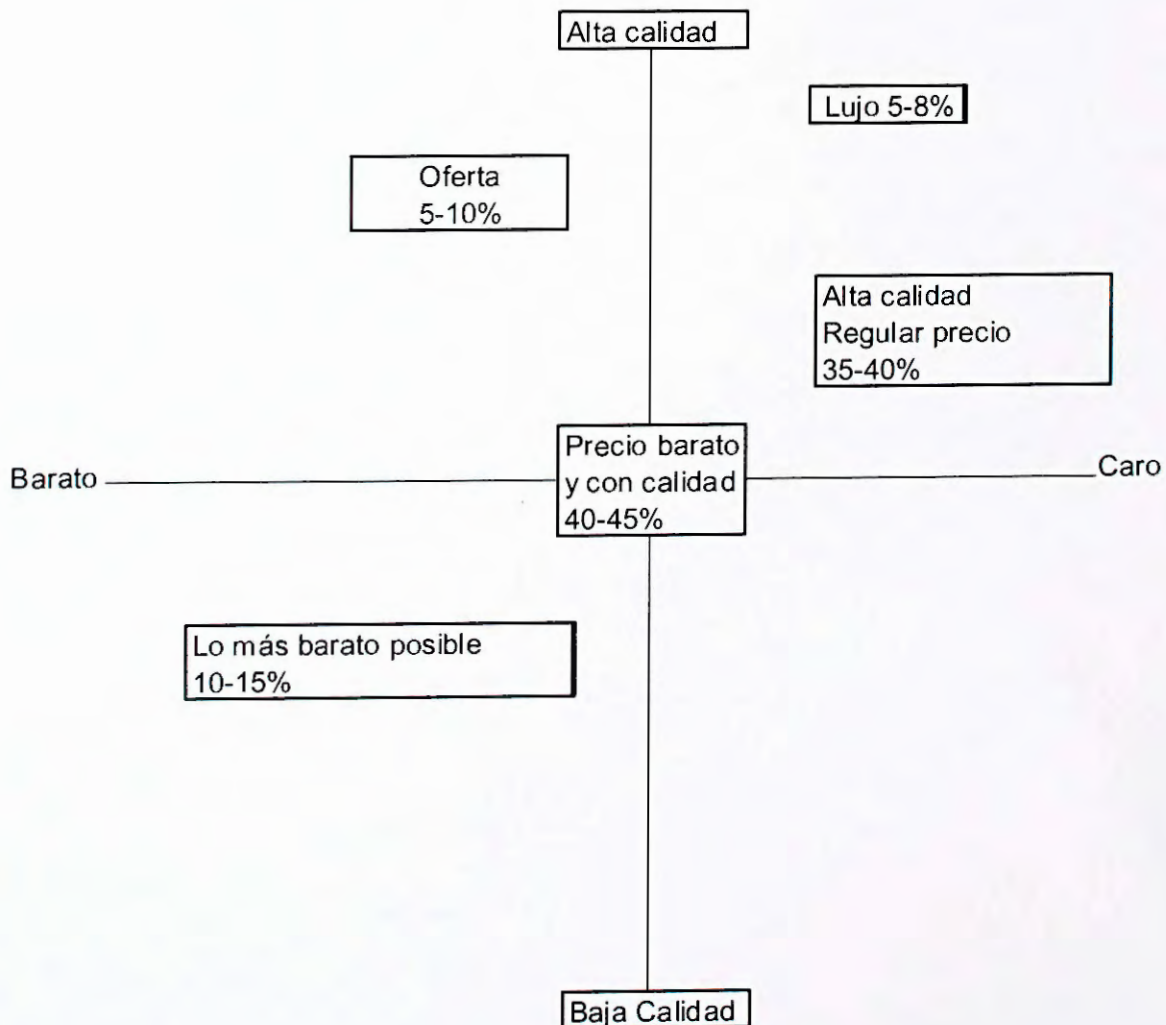 Alta calidad
Lujo 5-8%
Oferta
5-10%
Alta calidad
Regular precio
35-40%
Precio barato
y con calidad
40-45%
Barato
Caro
Lo más barato posible
10-15%
Baja Calidad